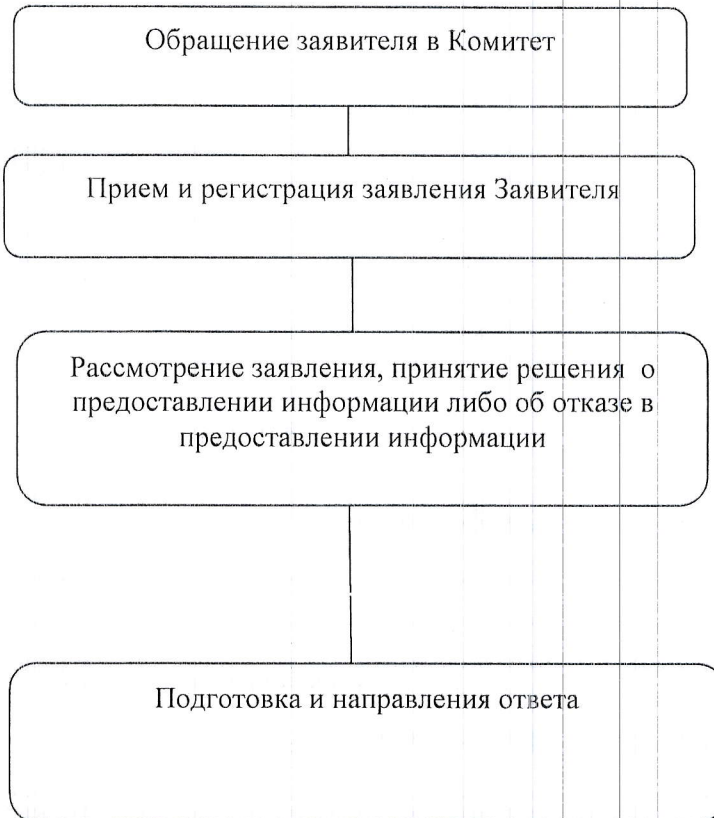 Обращение заявителя в Комитет
Прием и регистрация заявления Заявителя
Рассмотрение заявления, принятие решения о
предоставлении информации либо об отказе в
предоставлении информации
Подготовка и направления ответа